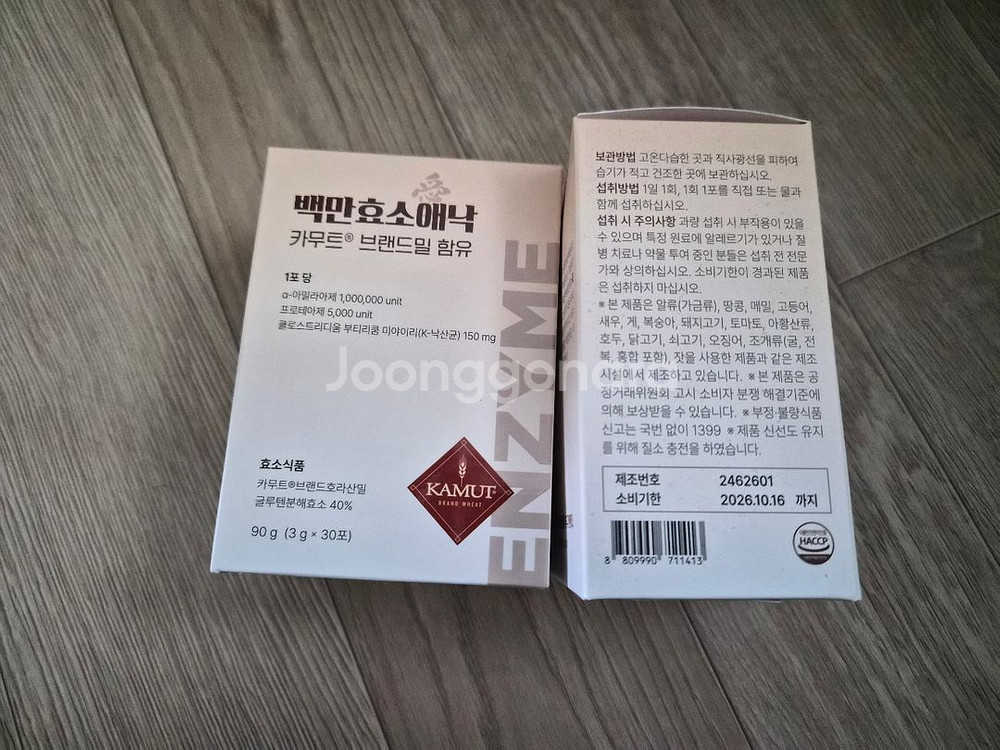 愛
백만효소애낙
카무트® 브랜드밀 함유
1포 당
α-아밀라아제 1,000,000 unit
프로테아제 5,000 unit
클로스트리디움 부티리쿰 미야이리(K-낙산균) 150 mg
효소식품
카무트®브랜드호라산밀
글루텐분해효소 40%
90 g (3 g × 30포)
KAMUT®
BRAND WHEAT
ENZYME
보관방법 고온다습한 곳과 직사광선을 피하여
습기가 적고 건조한 곳에 보관하십시오.
섭취방법 1일 1회, 1회 1포를 직접 또는 물과
함께 섭취하십시오.
섭취 시 주의사항 과량 섭취 시 부작용이 있을
수 있으며 특정 원료에 알레르기가 있거나 질
병 치료나 약물 투여 중인 분들은 섭취 전 전문
가와 상의하십시오. 소비기한이 경과된 제품
은 섭취하지 마십시오.
※ 본 제품은 알류(가금류), 땅콩, 메밀, 고등어,
새우, 게, 복숭아, 돼지고기, 토마토, 아황산류,
호두, 닭고기, 쇠고기, 오징어, 조개류(굴, 전
복, 홍합 포함), 잣을 사용한 제품과 같은 제조
시설에서 제조하고 있습니다. ※ 본 제품은 공
정거래위원회 고시 소비자 분쟁 해결기준에
의해 보상받을 수 있습니다. ※ 부정·불량식품
신고는 국번 없이 1399 ※ 제품 신선도 유지
를 위해 질소 충전을 하였습니다.
제조번호 2462601
소비기한 2026.10.16 까지
8 809990 711413
HACCP